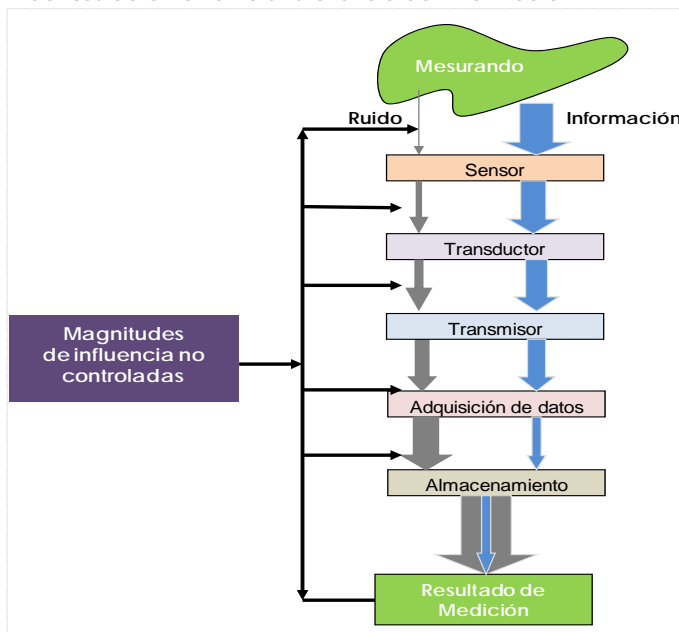 Mesurando
Ruido
Información
Sensor
Transductor
Transmisor
Magnitudes
de influencia no
controladas
Adquisición de datos
Almacenamiento
Resultado de
Medición